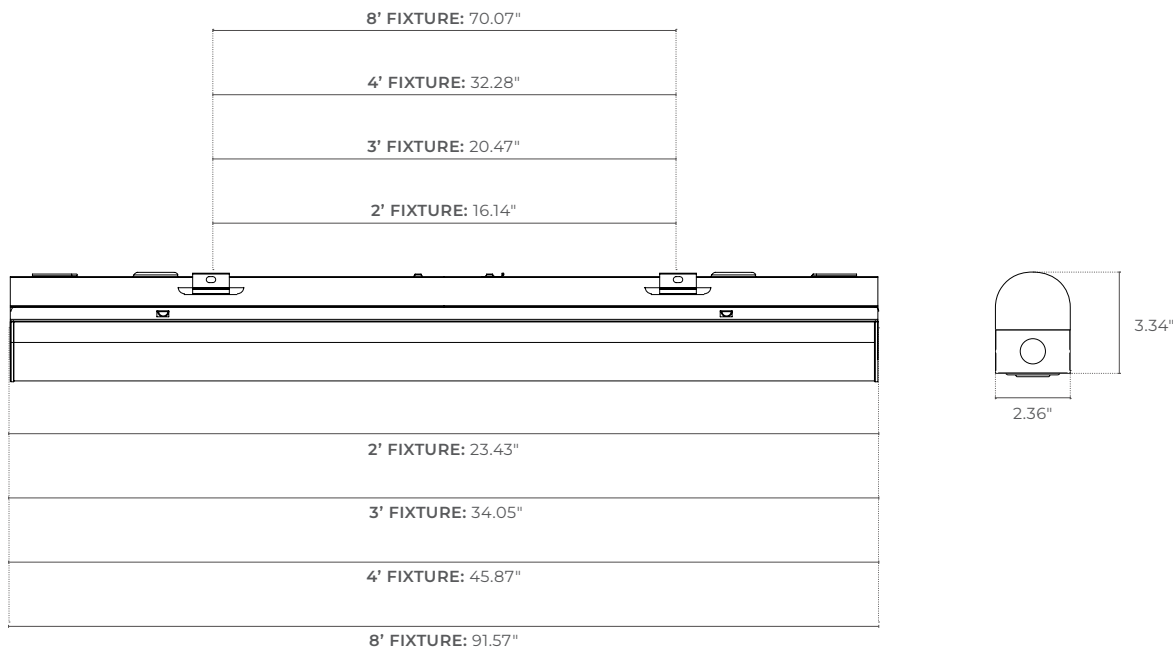 8’ FIXTURE: 70.07"
4’ FIXTURE: 32.28"
3’ FIXTURE: 20.47"
2’ FIXTURE: 16.14"
3.34"
2.36"
2’ FIXTURE: 23.43"
3’ FIXTURE: 34.05"
4’ FIXTURE: 45.87"
8’ FIXTURE: 91.57"